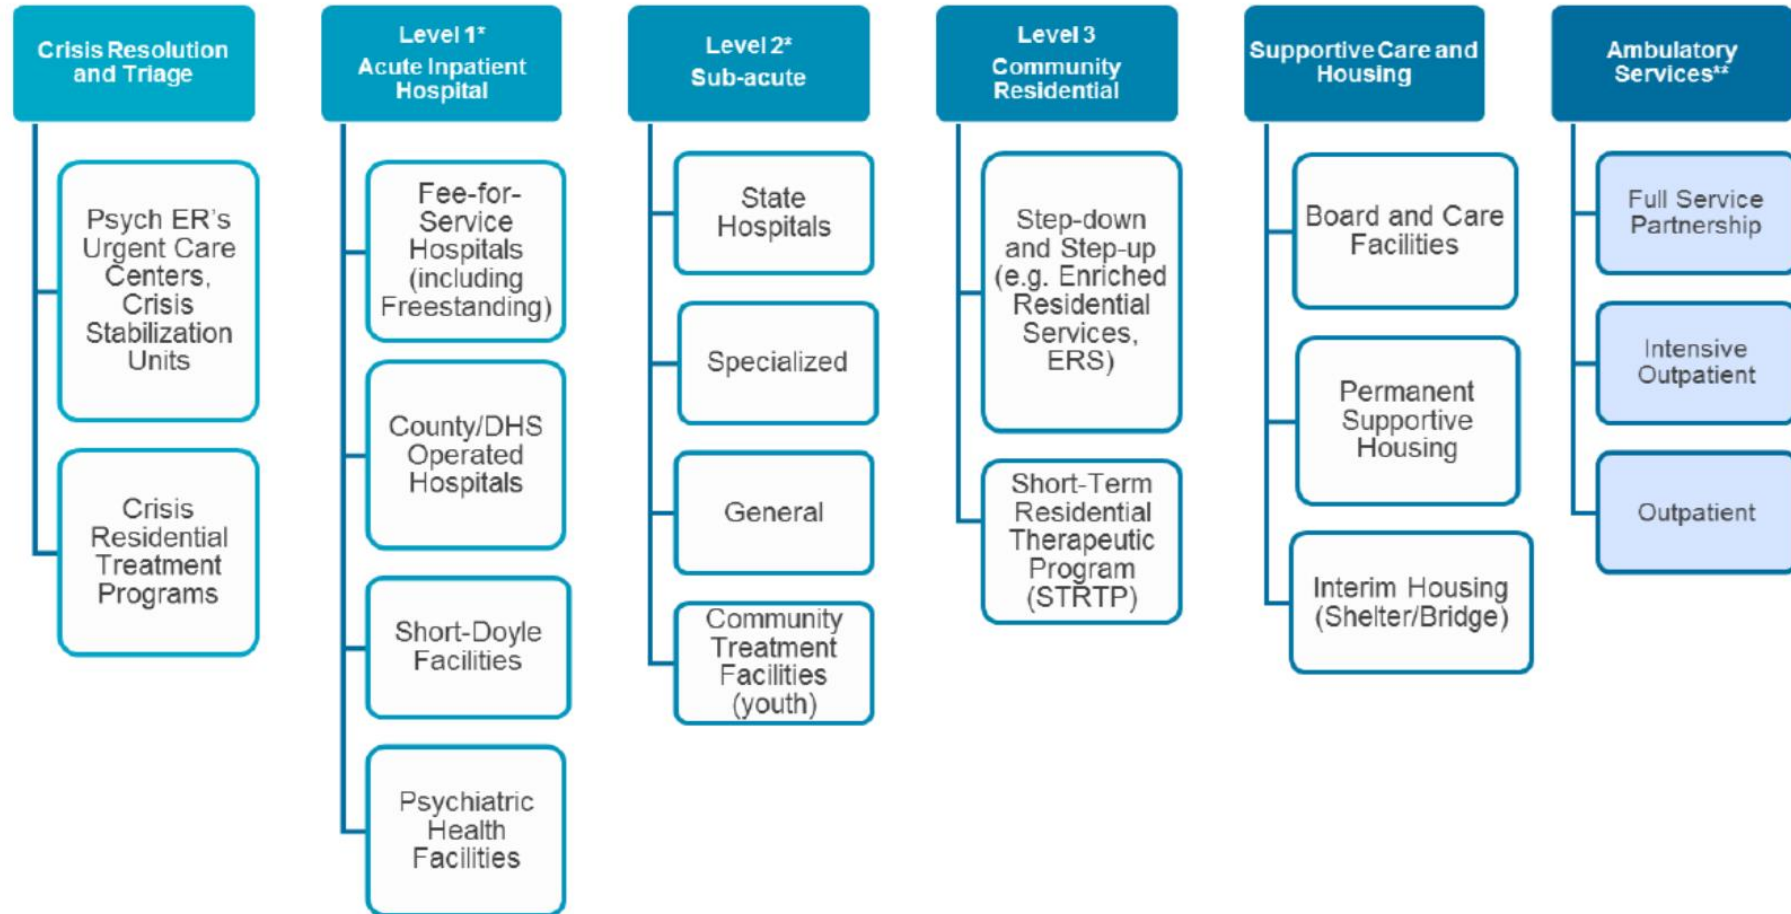 Crisis Resolution
and Triage
Psych ER’s
Urgent Care
Centers,
Crisis
Stabilization
Units
Crisis
Residential
Treatment
Programs
Level 1*
Acute Inpatient
Hospital
Fee-for-
Service
Hospitals
(including
Freestanding)
County/DHS
Operated
Hospitals
Short-Doyle
Facilities
Psychiatric
Health
Facilities
Level 2*
Sub-acute
State
Hospitals
Specialized
General
Community
Treatment
Facilities
(youth)
Level 3
Community
Residential
Step-down
and Step-up
(e.g. Enriched
Residential
Services,
ERS)
Short-Term
Residential
Therapeutic
Program
(STRTP)
Supportive Care and
Housing
Board and Care
Facilities
Permanent
Supportive
Housing
Interim Housing
(Shelter/Bridge)
Ambulatory
Services**
Full Service
Partnership
Intensive
Outpatient
Outpatient